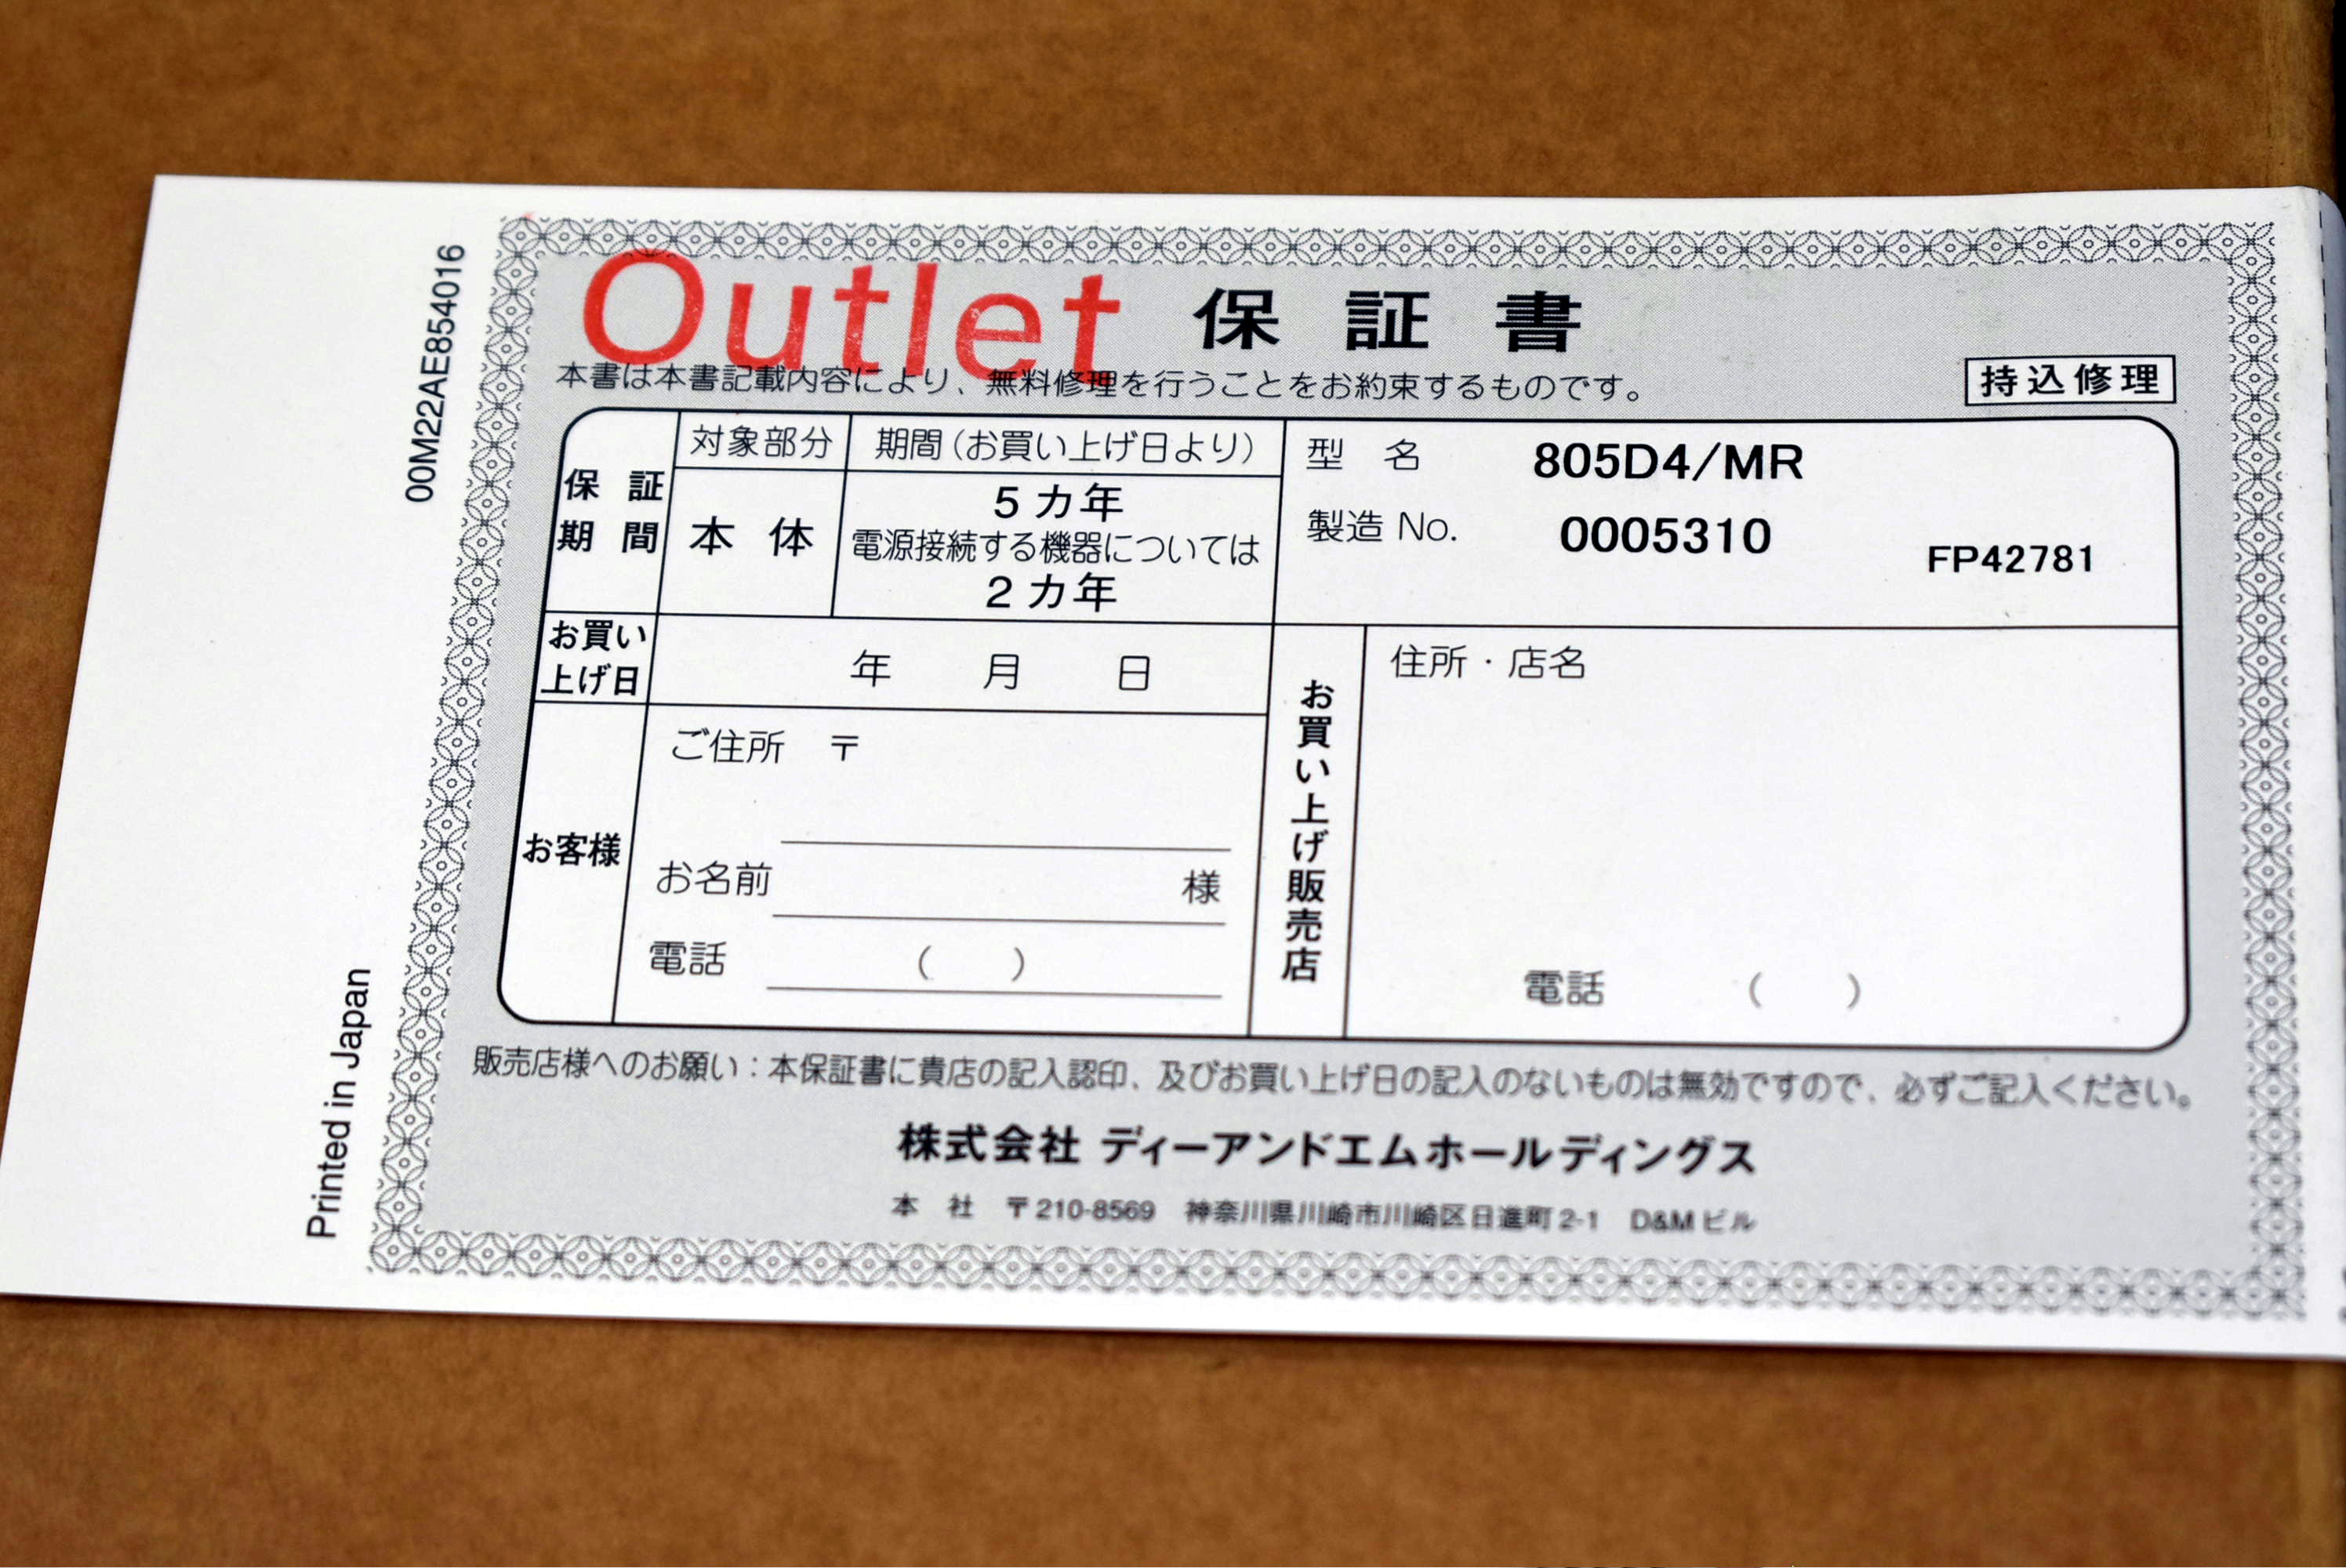 00M22AE854016
Printed in Japan
Outlet 保証書
本書は本書記載内容により、無料修理を行うことをお約束するものです。
持込修理
保証期間
対象部分
期間(お買い上げ日より)
本体
5カ年
電源接続する機器については
2カ年
型名 805D4/MR
製造 No. 0005310
FP42781
お買い上げ日
年 月 日
お客様
ご住所 〒
お名前 様
電話 ( )
お買い上げ販売店
住所・店名
電話 ( )
販売店様へのお願い:本保証書に貴店の記入認印、及びお買い上げ日の記入のないものは無効ですので、必ずご記入ください。
株式会社 ディーアンドエムホールディングス
本社 〒210-8569 神奈川県川崎市川崎区日進町2-1 D&Mビル